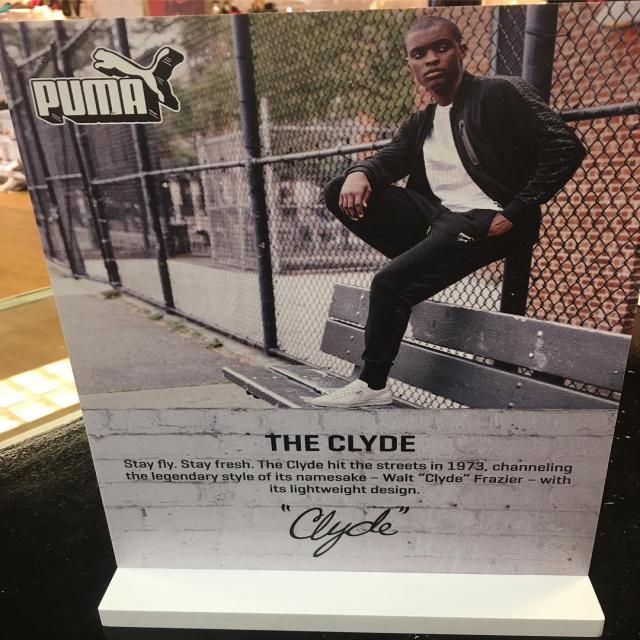 PUMA
THE CLYDE
Stay fly. Stay fresh. The Clyde hit the streets in 1973, channeling
the legendary style of its namesake – Walt "Clyde" Frazier – with
its lightweight design.
"Clyde"